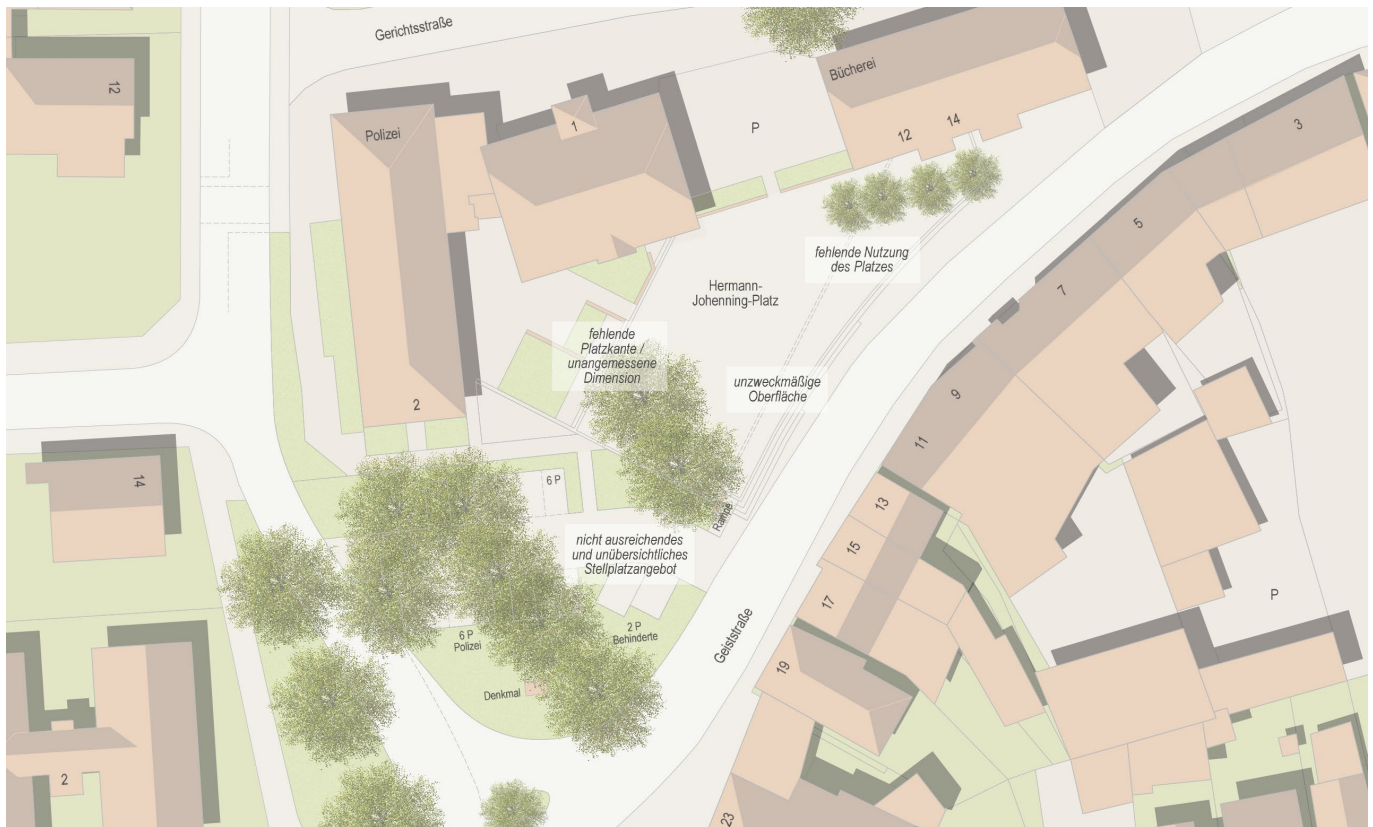 Gerichtsstraße
12
Polizei
1
P
Bücherei
12
14
3
5
7
9
11
fehlende Nutzung
des Platzes
Hermann-
Johenning-Platz
fehlende
Platzkante /
unangemessene
Dimension
unzweckmäßige
Oberfläche
2
14
6 P
Rampe
nicht ausreichendes
und unübersichtliches
Stellplatzangebot
13
15
17
19
23
P
6 P
Polizei
2 P
Behinderte
Geiststraße
Denkmal
2